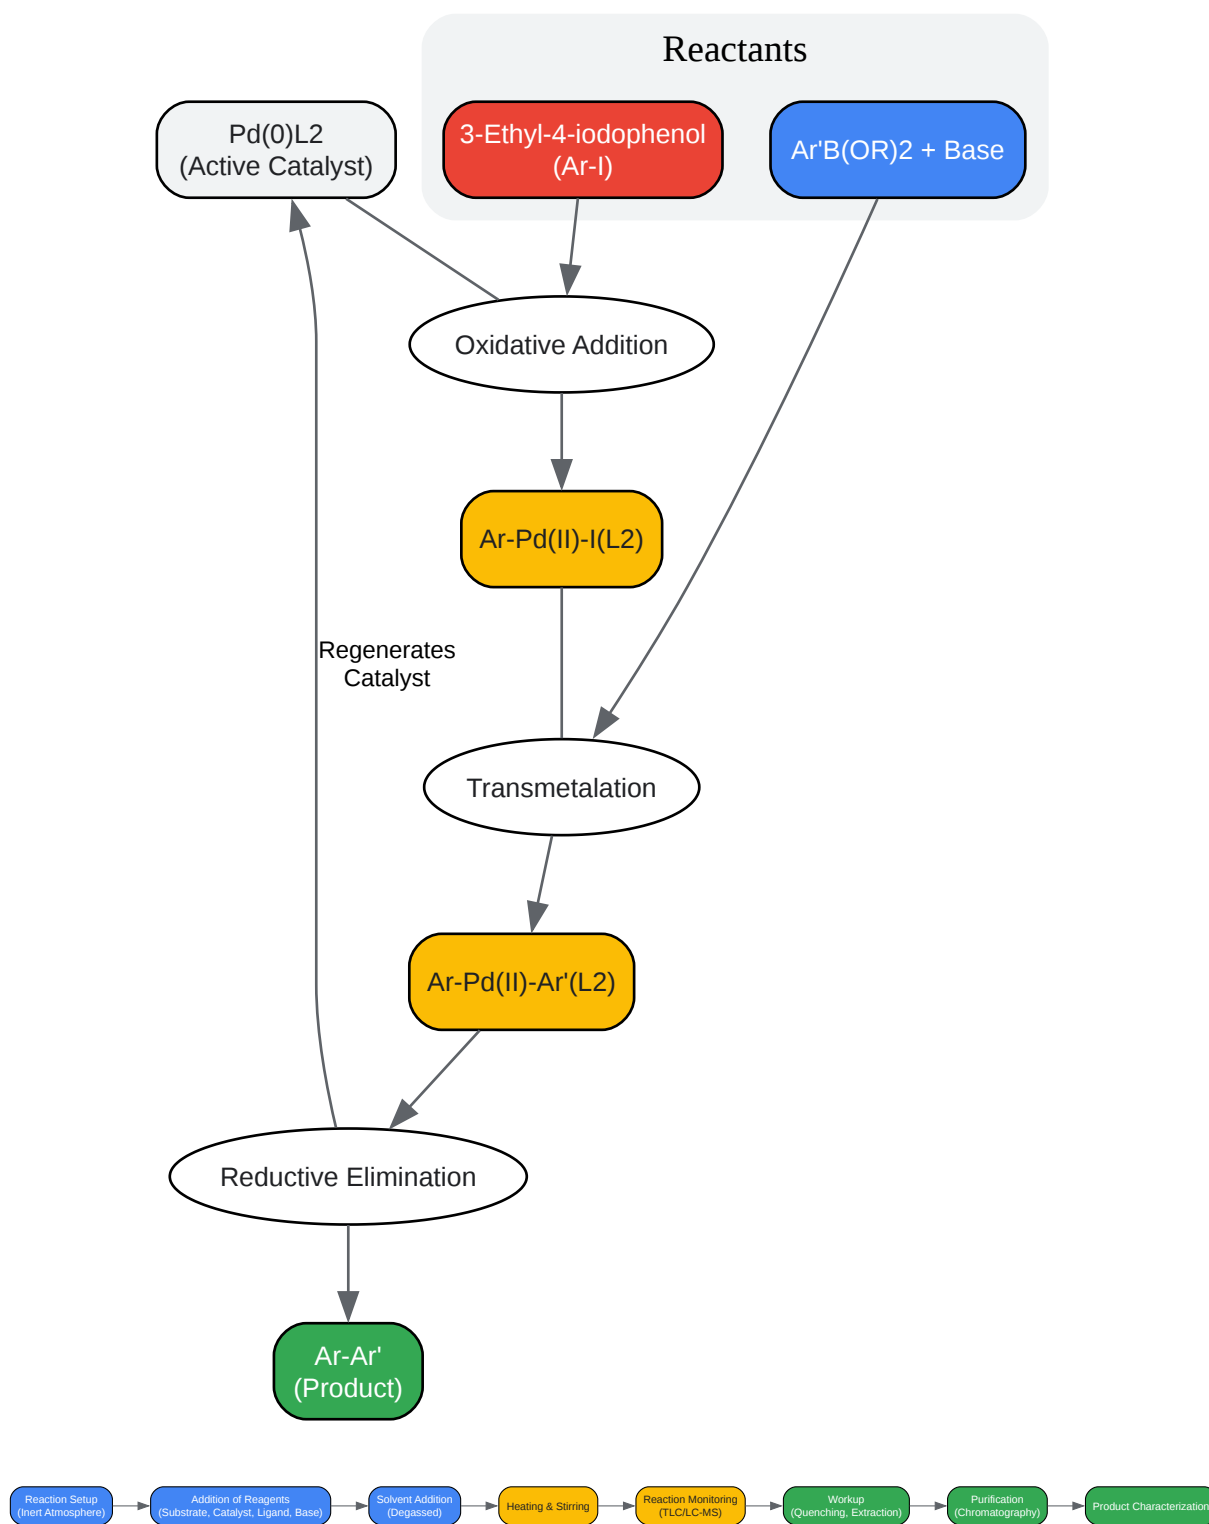 Reactants
Pd(0)L2
(Active Catalyst)
3-Ethyl-4-iodophenol
(Ar-I)
Ar'B(OR)2 + Base
Oxidative Addition
Ar-Pd(II)-I(L2)
Regenerates
Catalyst
Transmetalation
Ar-Pd(II)-Ar'(L2)
Reductive Elimination
Ar-Ar'
(Product)
Reaction Setup
(Inert Atmosphere)
Addition of Reagents
(Substrate, Catalyst, Ligand, Base)
Solvent Addition
(Degassed)
Heating & Stirring
Reaction Monitoring
(TLC/LC-MS)
Workup
(Quenching, Extraction)
Purification
(Chromatography)
Product Characterization